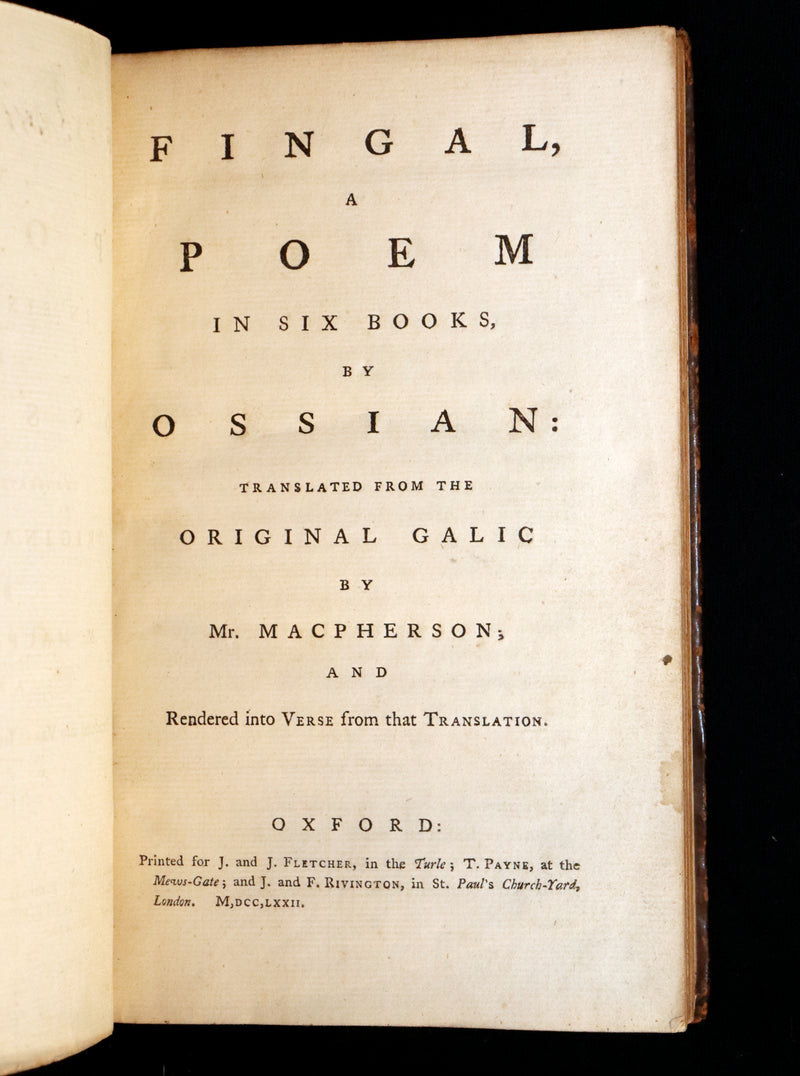 FINGAL,
A
POEM
IN SIX BOOKS,
BY
OSSIAN:
TRANSLATED FROM THE
ORIGINAL GALIC
BY
Mr. MACPHERSON;
AND
Rendered into VERSE from that TRANSLATION.
OXFORD:
Printed for J. and J. FLETCHER, in the Turle; T. PAYNE, at the
Mews-Gate; and J. and F. RIVINGTON, in St. Paul's Church-Yard,
London. M,DCC,LXXII.